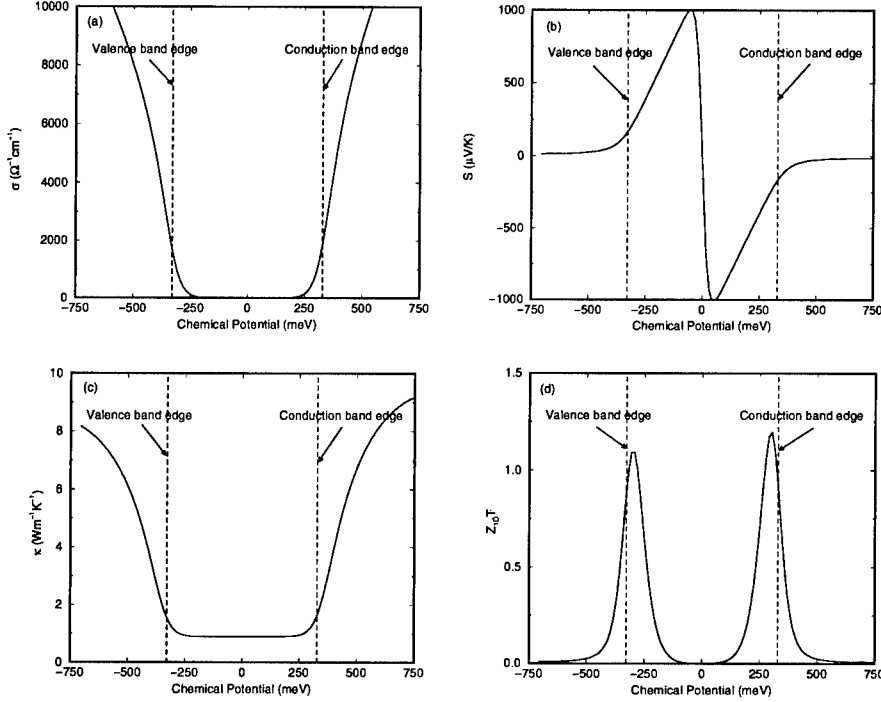 (a)
Valence band edge
Conduction band edge
σ (Ω⁻¹cm⁻¹)
10000
8000
6000
4000
2000
0
−750 −500 −250 0 250 500 750
Chemical Potential (meV)
(b)
Valence band edge
Conduction band edge
S (μV/K)
1000
500
0
−500
−1000
−750 −500 −250 0 250 500 750
Chemical Potential (meV)
(c)
Valence band edge
Conduction band edge
κ (Wm⁻¹K⁻¹)
10
8
6
4
2
0
−750 −500 −250 0 250 500 750
Chemical Potential (meV)
(d)
Valence band edge
Conduction band edge
Z₁DT
1.5
1.0
0.5
0.0
−750 −500 −250 0 250 500 750
Chemical Potential (meV)